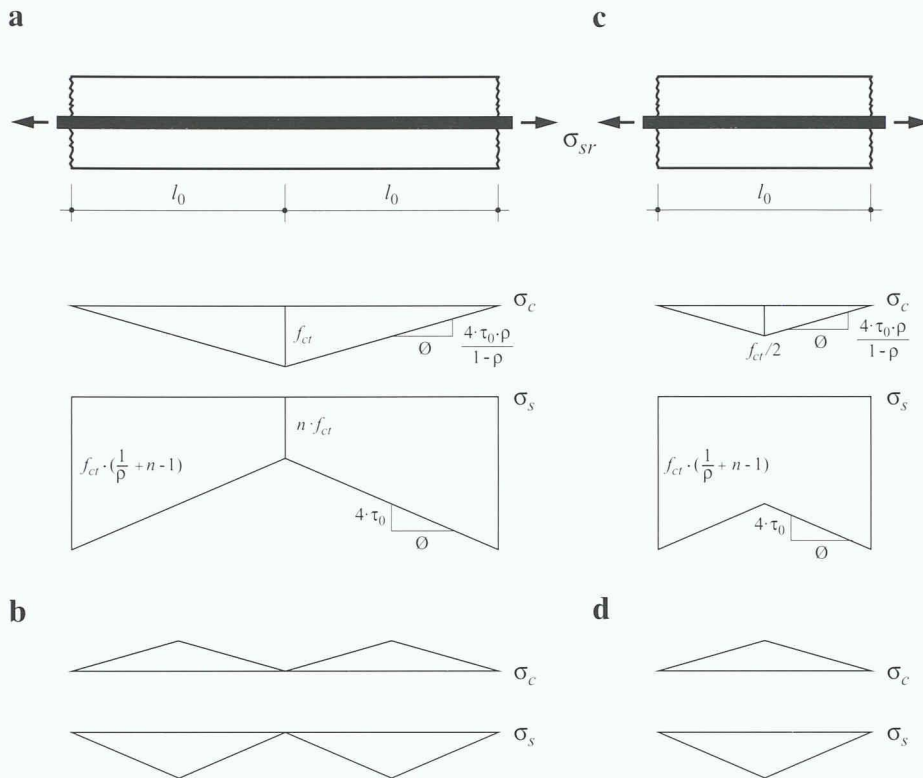 a
σsr
l0
l0
σc
fct
4·τ0·ρ
1-ρ
Ø
σs
n·fct
fct·(1/ρ + n-1)
4·τ0
Ø
b
σc
σs
c
l0
σc
fct/2
4·τ0·ρ
1-ρ
Ø
σs
fct·(1/ρ + n-1)
4·τ0
Ø
d
σc
σs